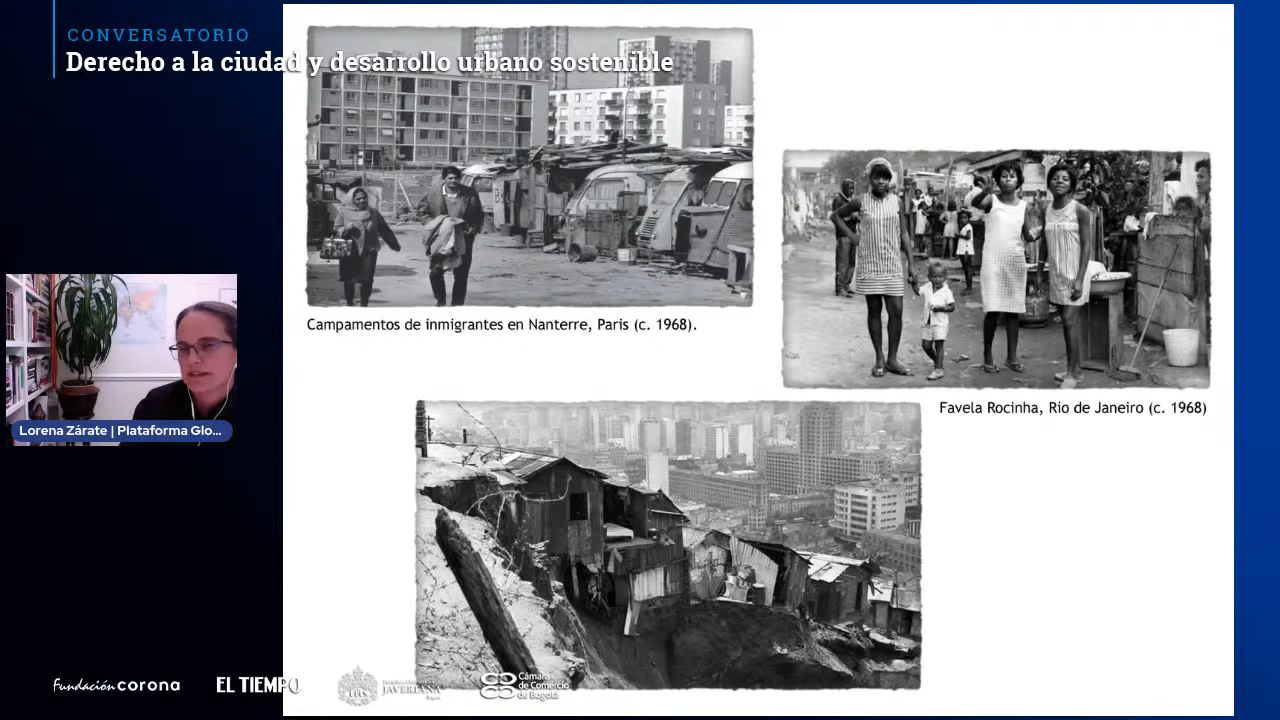 CONVERSATORIO
Derecho a la ciudad y desarrollo urbano sostenible
Campamentos de inmigrantes en Nanterre, Paris (c. 1968).
Favela Rocinha, Rio de Janeiro (c. 1968)
Lorena Zárate | Plataforma Glo...
Fundación corona
EL TIEMPO
JAVERIANA
Cámara
de Comercio
de Bogotá